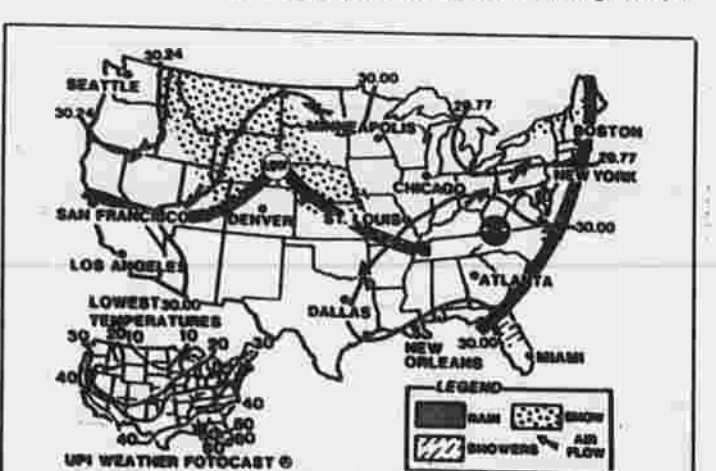 30.24
SEATTLE
30.24
30.00
MINNEAPOLIS
29.77
BOSTON
29.77
NEW YORK
CHICAGO
SAN FRANCISCO
DENVER
ST. LOUIS
30.00
LOS ANGELES
ATLANTA
DALLAS
LOWEST
30.00
TEMPERATURES
30
20
10
10
20
30
NEW
ORLEANS
30.00
MIAMI
40
40
40
50
60
60
LEGEND
RAIN
SNOW
SHOWERS
AIR
FLOW
UPI WEATHER FOTOCAST ®